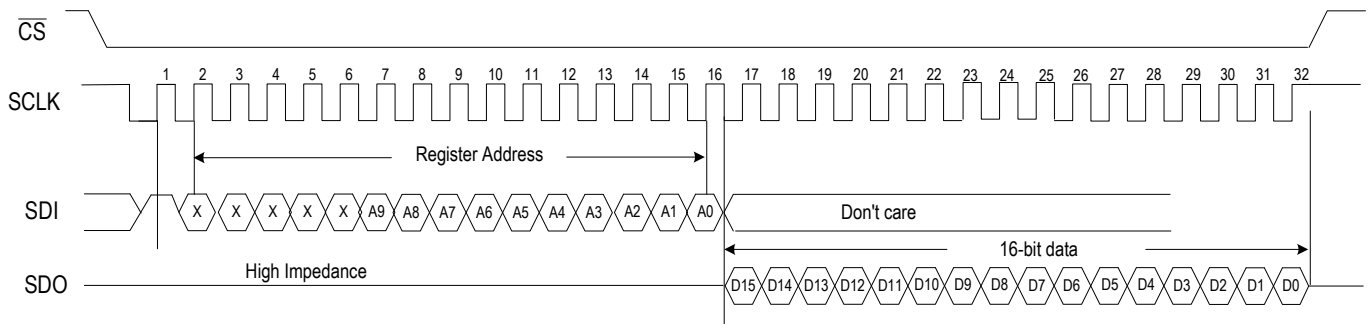 CS
1 2 3 4 5 6 7 8 9 10 11 12 13 14 15 16 17 18 19 20 21 22 23 24 25 26 27 28 29 30 31 32
SCLK
Register Address
SDI X X X X X A9 A8 A7 A6 A5 A4 A3 A2 A1 A0 Don't care
16-bit data
High Impedance
SDO D15 D14 D13 D12 D11 D10 D9 D8 D7 D6 D5 D4 D3 D2 D1 D0